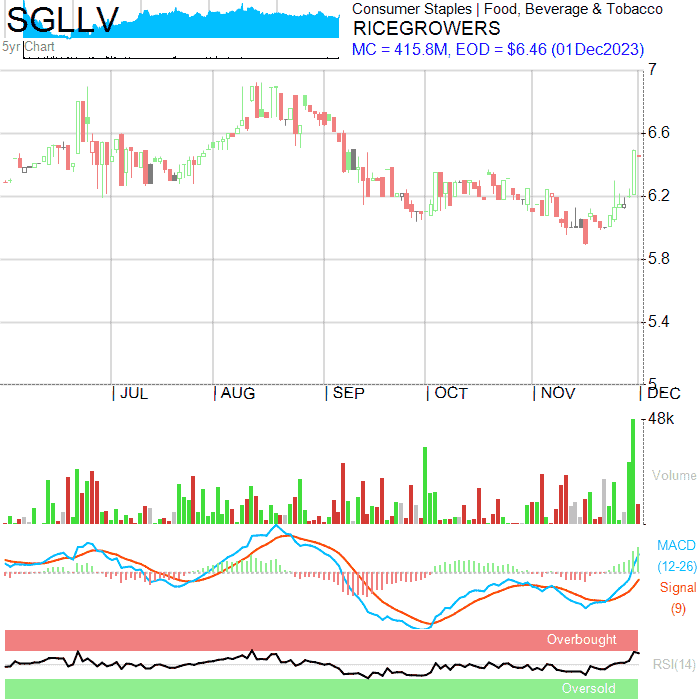 SGLLV
Consumer Staples | Food, Beverage & Tobacco
RICEGROWERS
5yr Chart
MC = 415.8M, EOD = $6.46 (01Dec2023)
7
6.6
6.2
5.8
5.4
5
JUL AUG SEP OCT NOV DEC
48k
Volume
MACD
(12-26)
Signal
(9)
Overbought
RSI(14)
Oversold